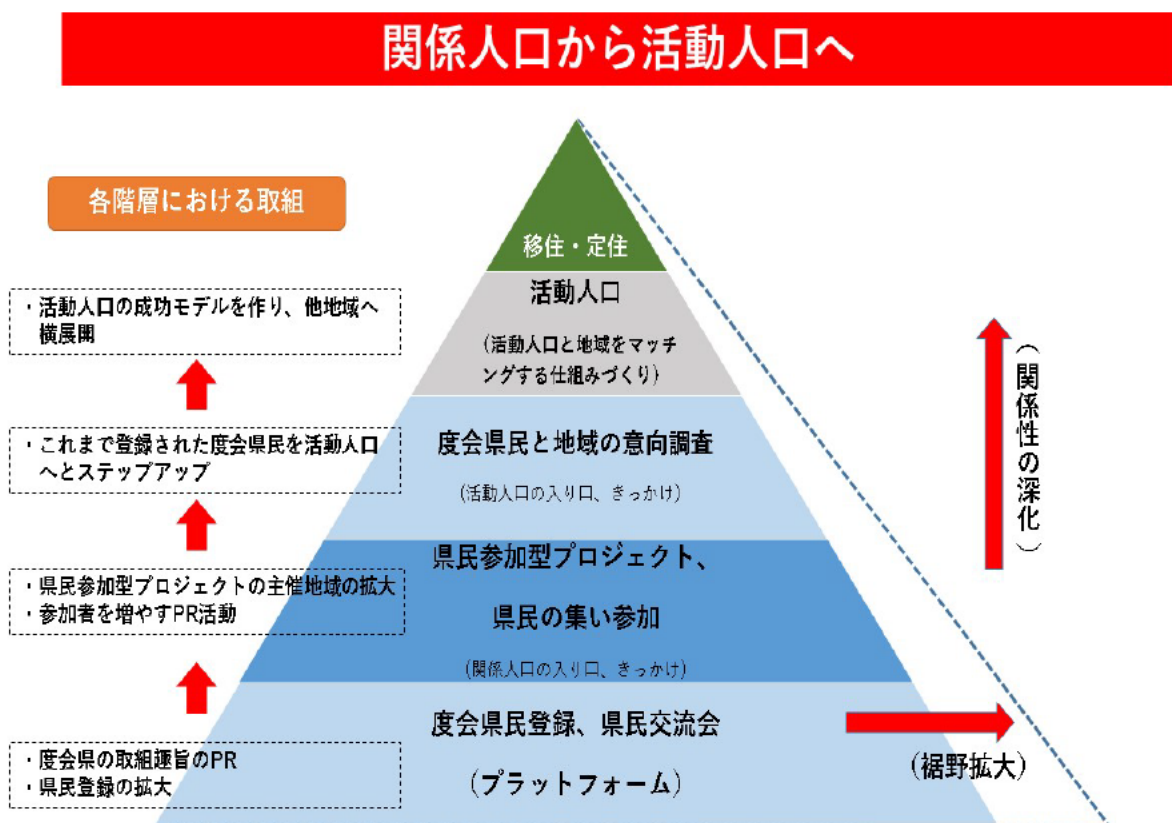 関係人口から活動人口へ
各階層における取組
・活動人口の成功モデルを作り、他地域へ
横展開
・これまで登録された度会県民を活動人口
へとステップアップ
・県民参加型プロジェクトの主催地域の拡大
・参加者を増やすPR活動
・度会県の取組趣旨のPR
・県民登録の拡大
移住・定住
活動人口
(活動人口と地域をマッチ
ングする仕組みづくり)
度会県民と地域の意向調査
(活動人口の入り口、きっかけ)
県民参加型プロジェクト、
県民の集い参加
(関係人口の入り口、きっかけ)
度会県民登録、県民交流会
(プラットフォーム)
(関係性の深化)
(裾野拡大)